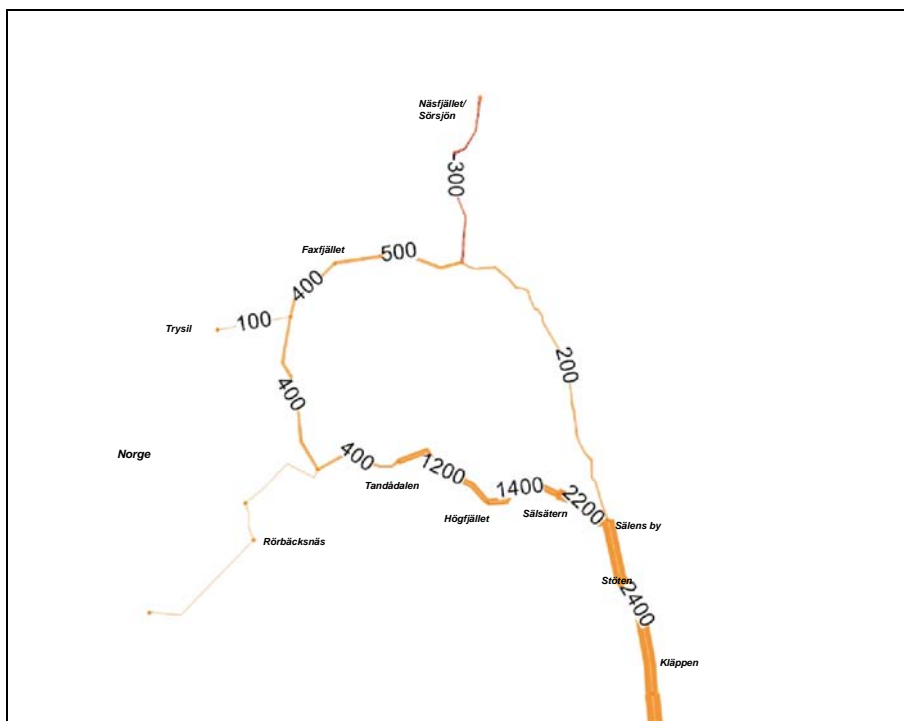 Näsfjället/
Sörsjön
300
Faxfjället
500
400
Trysil
100
200
400
Norge
400
1200
Tandådalen
1400
2200
Högfjället
Sälsätern
Sälens by
Rörbäcksnäs
Stöten
2400
Kläppen